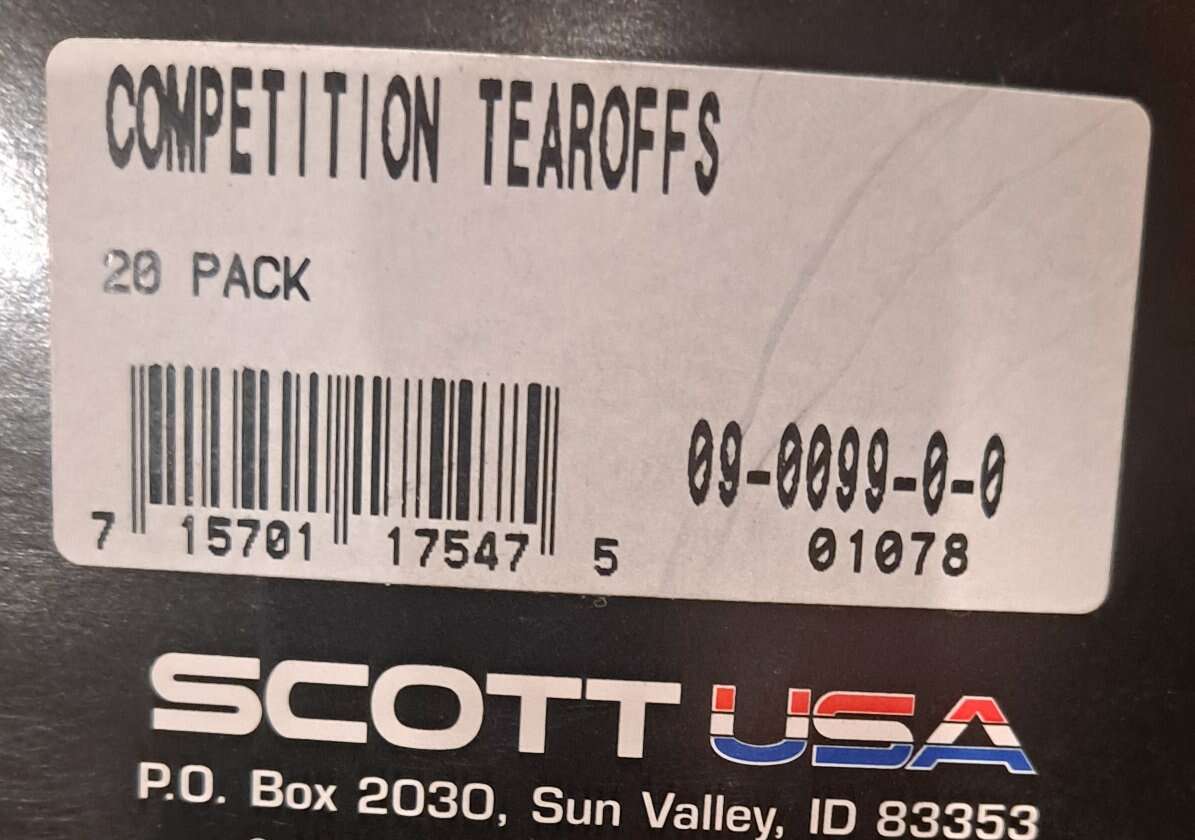 COMPETITION TEAROFFS
20 PACK
09-0099-0-0
7 15701 17547 5
01078
SCOTT USA
P.O. Box 2030, Sun Valley, ID 83353